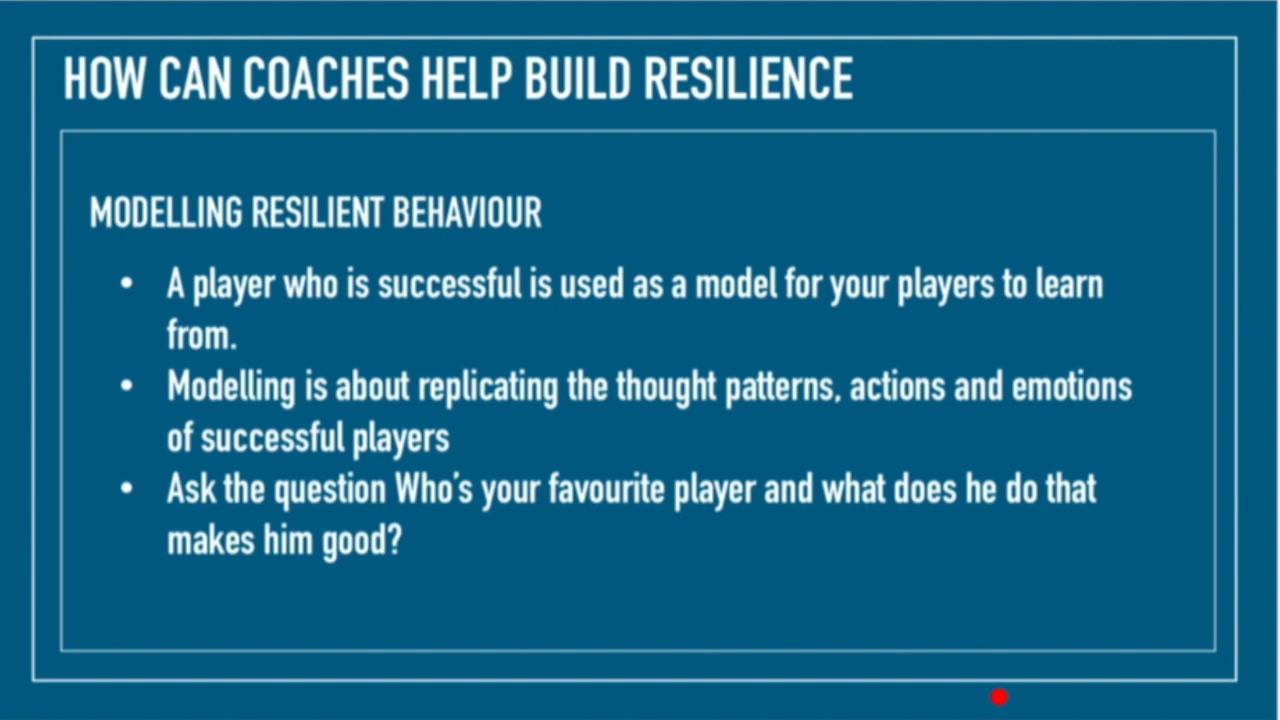 HOW CAN COACHES HELP BUILD RESILIENCE
MODELLING RESILIENT BEHAVIOUR
• A player who is successful is used as a model for your players to learn
from.
• Modelling is about replicating the thought patterns, actions and emotions
of successful players
• Ask the question Who's your favourite player and what does he do that
makes him good?